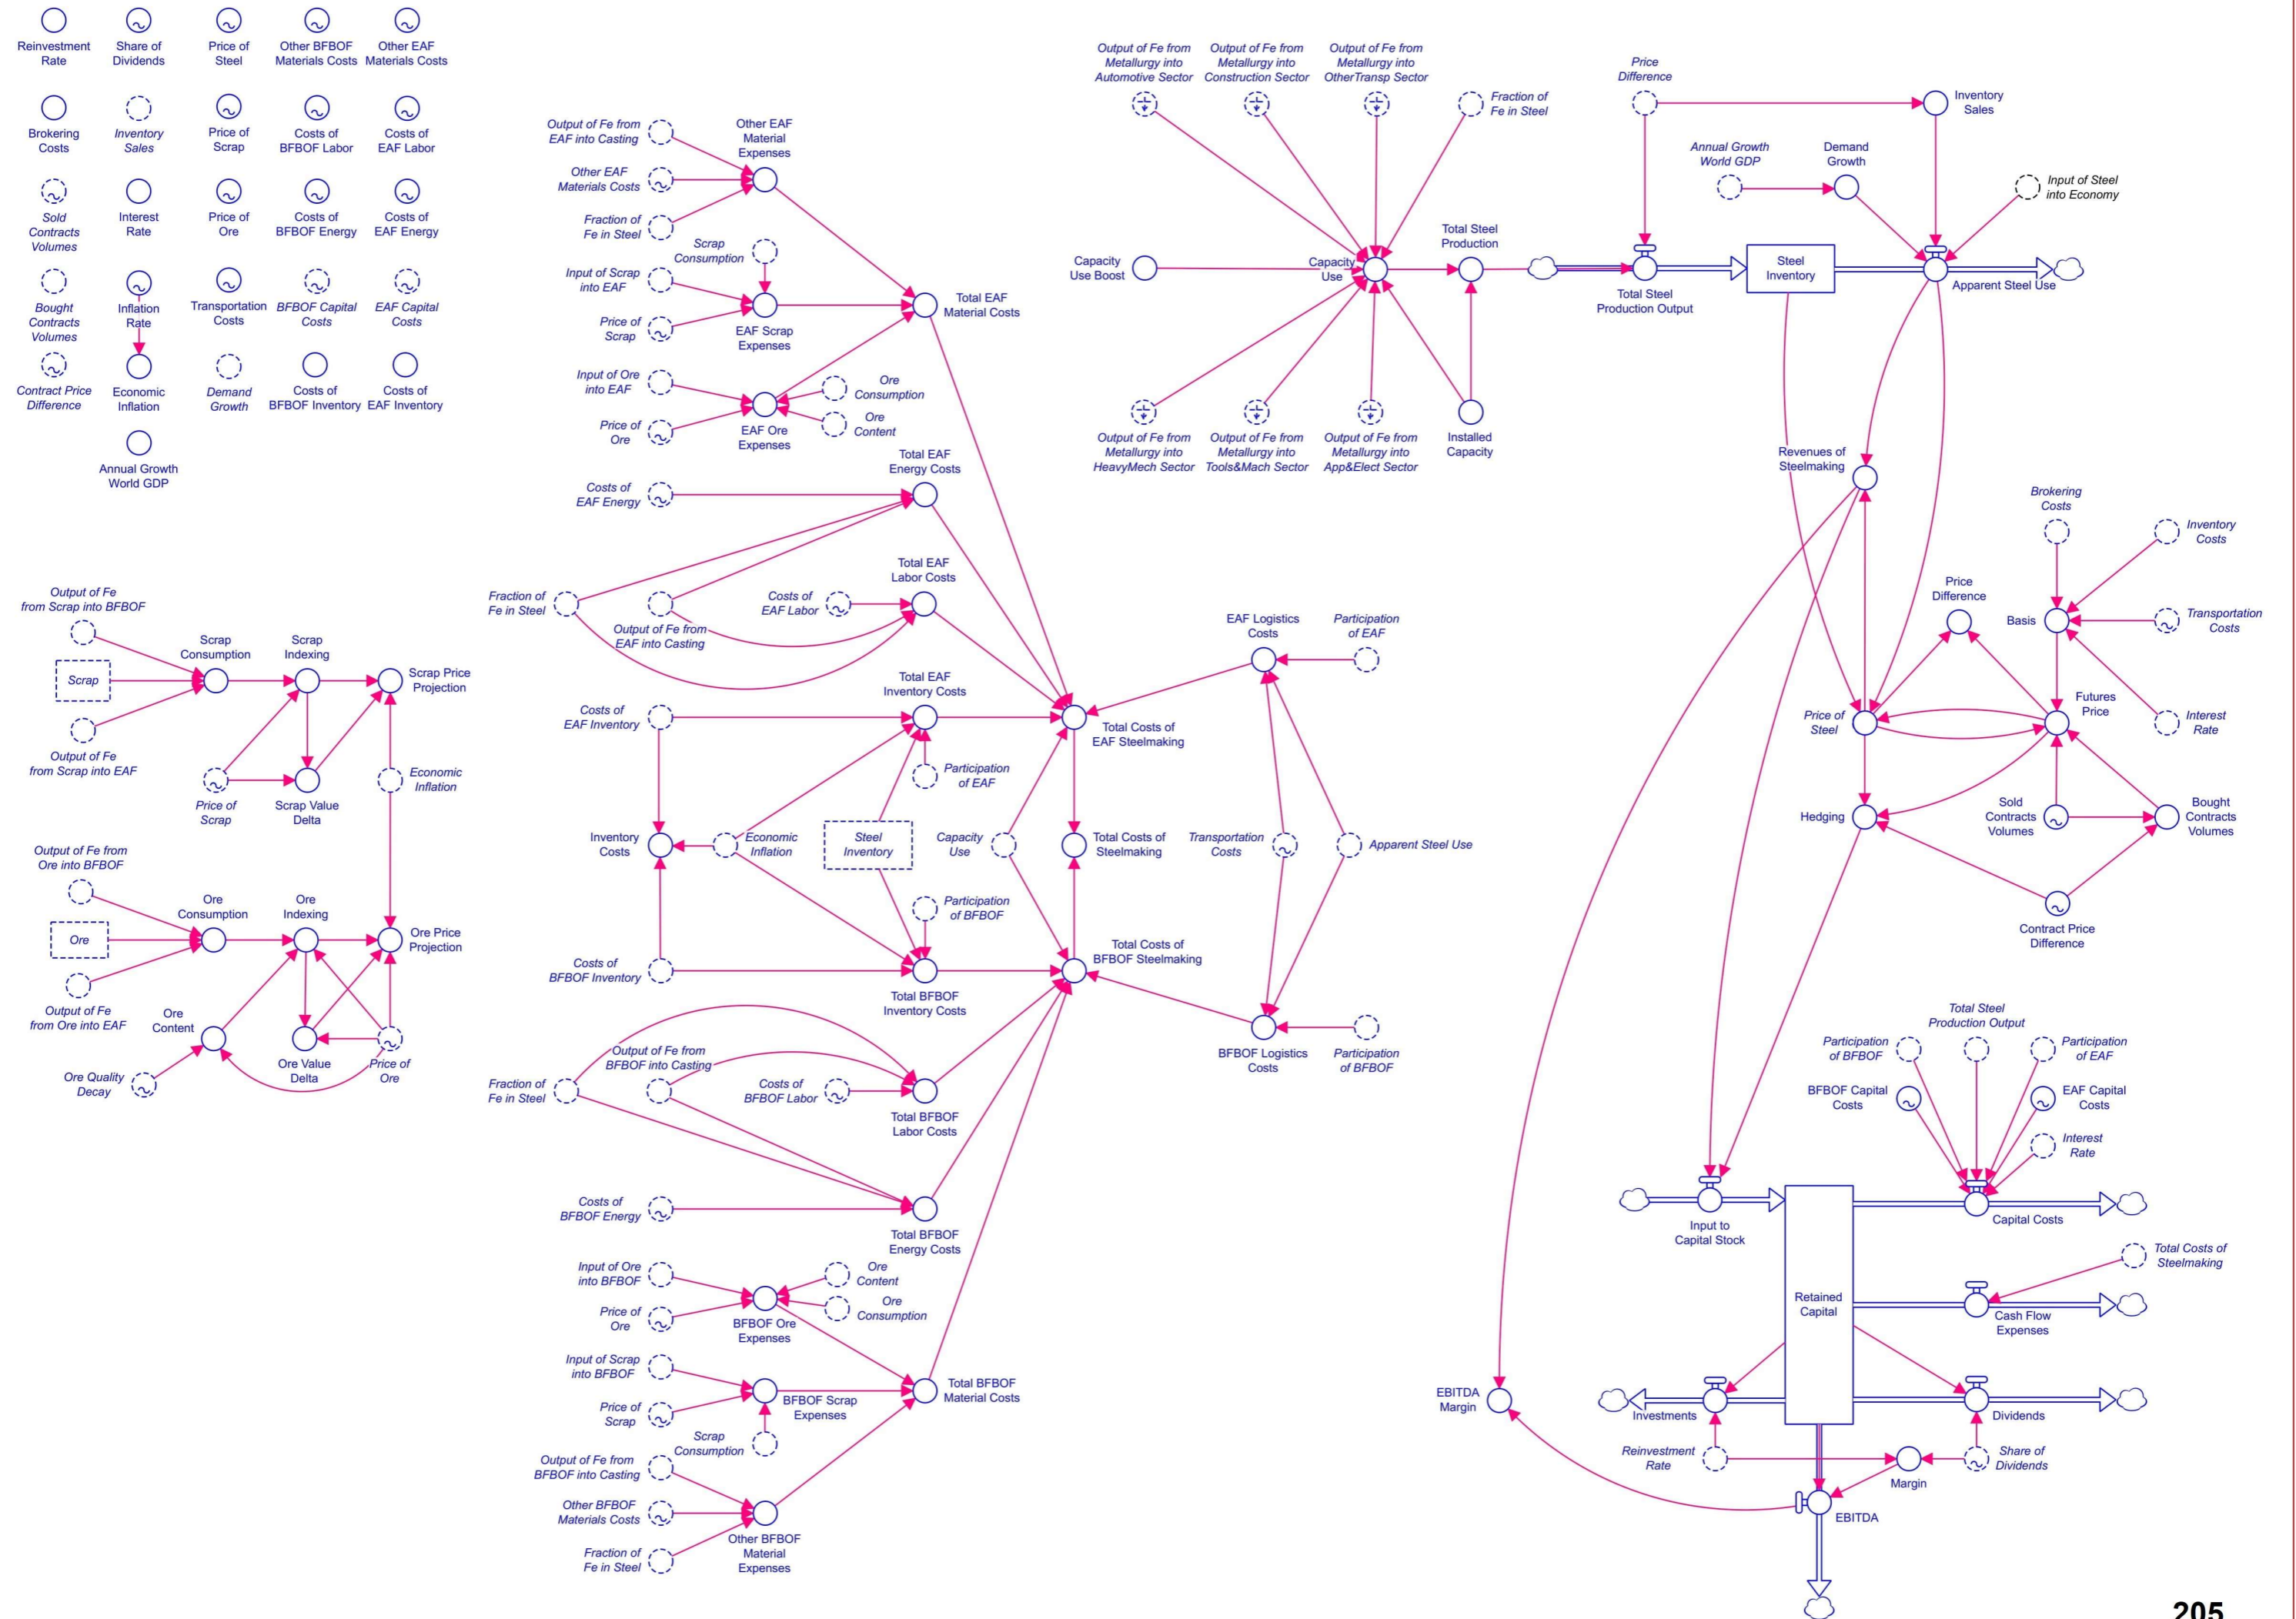 Reinvestment
Rate
Share of
Dividends
Price of
Steel
Other BFBOF
Materials Costs
Other EAF
Materials Costs
Brokering
Costs
Inventory
Sales
Price of
Scrap
Costs of
BFBOF Labor
Costs of
EAF Labor
Sold
Contracts
Volumes
Interest
Rate
Price of
Ore
Costs of
BFBOF Energy
Costs of
EAF Energy
Bought
Contracts
Volumes
Inflation
Rate
Transportation
Costs
BFBOF Capital
Costs
EAF Capital
Costs
Contract Price
Difference
Economic
Inflation
Demand
Growth
Costs of
BFBOF Inventory
Costs of
EAF Inventory
Annual Growth
World GDP
Output of Fe
from Scrap into BFBOF
Scrap
Consumption
Scrap
Indexing
Scrap
Scrap Price
Projection
Output of Fe
from Scrap into EAF
Price of
Scrap
Scrap Value
Delta
Economic
Inflation
Output of Fe from
Ore into BFBOF
Ore
Consumption
Ore
Indexing
Ore
Ore Price
Projection
Output of Fe
from Ore into EAF
Ore
Content
Ore Quality
Decay
Ore Value
Delta
Price of
Ore
Output of Fe from
EAF into Casting
Other EAF
Material
Expenses
Other EAF
Materials Costs
Fraction of
Fe in Steel
Scrap
Consumption
Input of Scrap
into EAF
Price of
Scrap
EAF Scrap
Expenses
Total EAF
Material Costs
Input of Ore
into EAF
Ore
Consumption
Price of
Ore
Ore
Content
EAF Ore
Expenses
Total EAF
Energy Costs
Costs of
EAF Energy
Total EAF
Labor Costs
Fraction of
Fe in Steel
Output of Fe from
EAF into Casting
Costs of
EAF Labor
Total EAF
Inventory Costs
Costs of
EAF Inventory
Participation
of EAF
Total Costs of
EAF Steelmaking
EAF Logistics
Costs
Participation
of EAF
Inventory
Costs
Economic
Inflation
Steel
Inventory
Capacity
Use
Total Costs of
Steelmaking
Transportation
Costs
Apparent Steel Use
Participation
of BFBOF
Costs of
BFBOF Inventory
Total BFBOF
Inventory Costs
Total Costs of
BFBOF Steelmaking
BFBOF Logistics
Costs
Participation
of BFBOF
Output of Fe from
BFBOF into Casting
Fraction of
Fe in Steel
Costs of
BFBOF Labor
Total BFBOF
Labor Costs
Costs of
BFBOF Energy
Total BFBOF
Energy Costs
Input of Ore
into BFBOF
Ore
Content
Price of
Ore
Ore
Consumption
BFBOF Ore
Expenses
Input of Scrap
into BFBOF
Price of
Scrap
BFBOF Scrap
Expenses
Total BFBOF
Material Costs
Scrap
Consumption
Output of Fe from
BFBOF into Casting
Other BFBOF
Materials Costs
Fraction of
Fe in Steel
Other BFBOF
Material
Expenses
Output of Fe from
Metallurgy into
Automotive Sector
Output of Fe from
Metallurgy into
Construction Sector
Output of Fe from
Metallurgy into
OtherTransp Sector
Fraction of
Fe in Steel
Capacity
Use Boost
Capacity
Use
Total Steel
Production
Output of Fe from
Metallurgy into
HeavyMech Sector
Output of Fe from
Metallurgy into
Tools&Mach Sector
Output of Fe from
Metallurgy into
App&Elect Sector
Installed
Capacity
Price
Difference
Inventory
Sales
Annual Growth
World GDP
Demand
Growth
Input of Steel
into Economy
Total Steel
Production Output
Steel
Inventory
Apparent Steel Use
Revenues of
Steelmaking
Brokering
Costs
Inventory
Costs
Price
Difference
Basis
Transportation
Costs
Price of
Steel
Futures
Price
Interest
Rate
Hedging
Sold
Contracts
Volumes
Bought
Contracts
Volumes
Contract Price
Difference
Total Steel
Production Output
Participation
of BFBOF
Participation
of EAF
BFBOF Capital
Costs
EAF Capital
Costs
Interest
Rate
Input to
Capital Stock
Capital Costs
Total Costs of
Steelmaking
Retained
Capital
Cash Flow
Expenses
EBITDA
Margin
Investments
Dividends
Reinvestment
Rate
Share of
Dividends
Margin
EBITDA
205